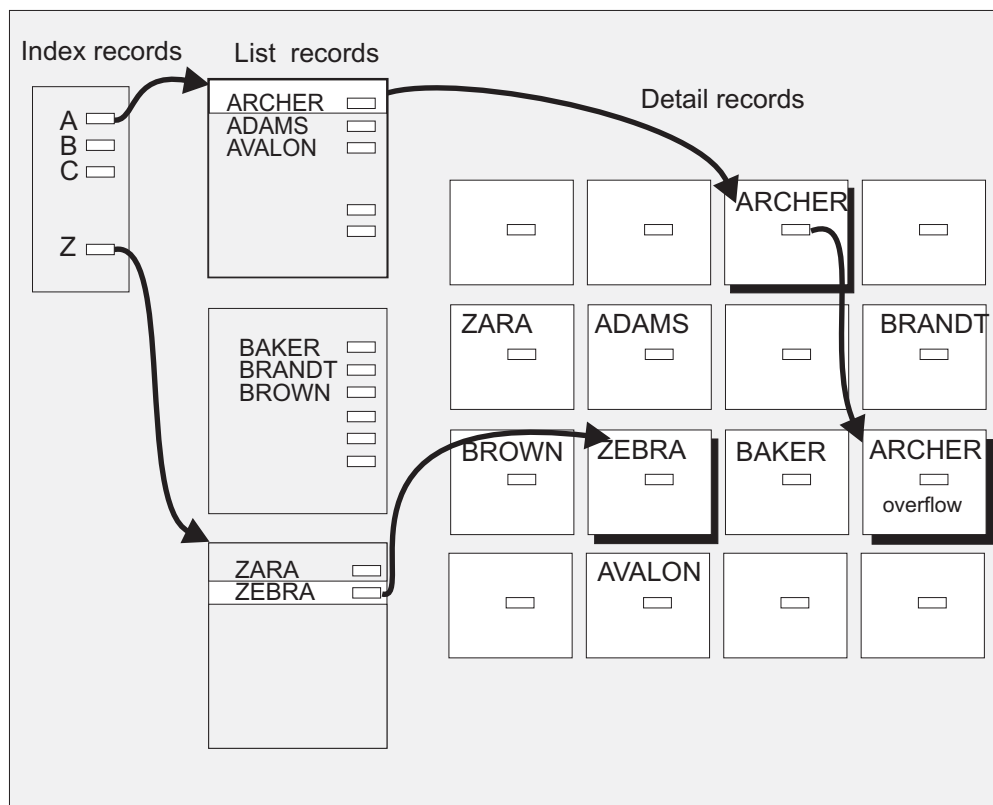 Index records
List records
Detail records
A
B
C
Z
ARCHER
ADAMS
AVALON
BAKER
BRANDT
BROWN
ZARA
ZEBRA
ARCHER
ZARA
ADAMS
BRANDT
BROWN
ZEBRA
BAKER
ARCHER
overflow
AVALON